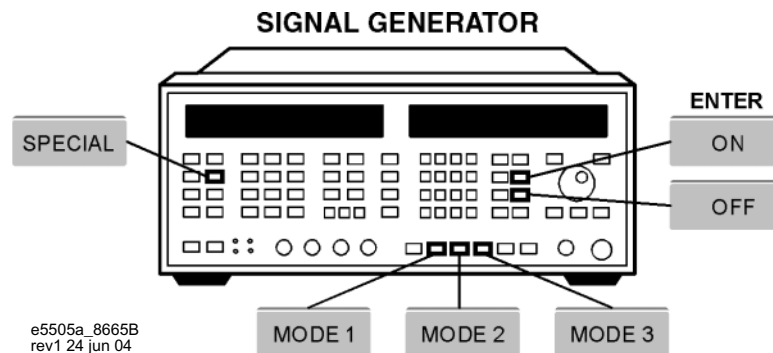 SIGNAL GENERATOR
ENTER
SPECIAL
ON
OFF
MODE 1
MODE 2
MODE 3
e5505a_8665B
rev1 24 jun 04